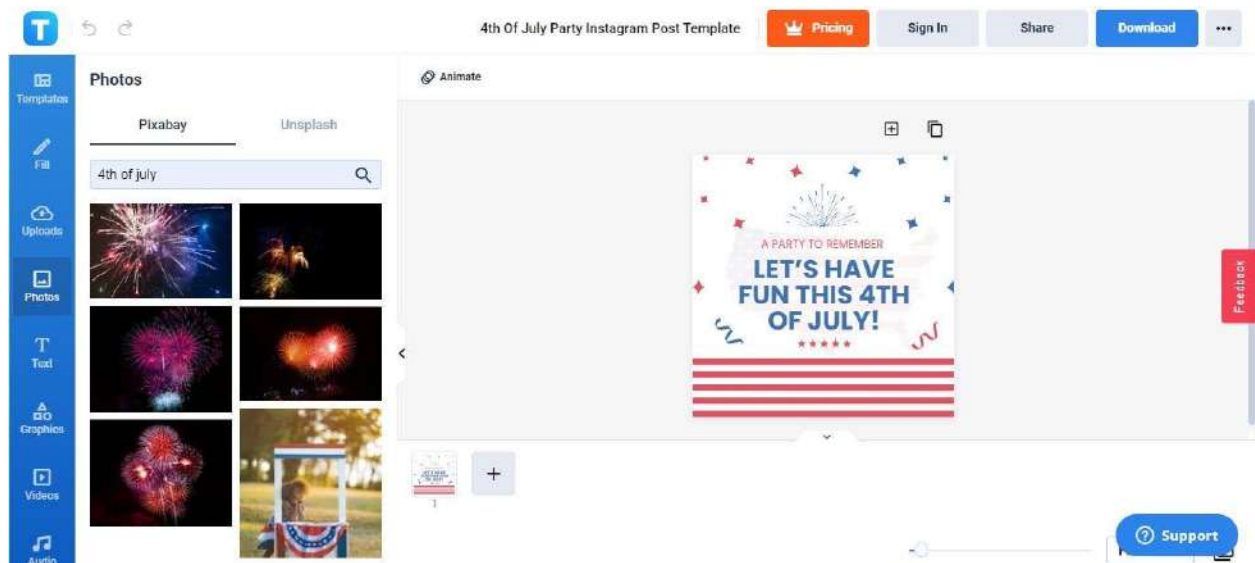 T
4th Of July Party Instagram Post Template
Pricing
Sign In
Share
Download
Templates
Fill
Uploads
Photos
Text
Graphics
Videos
Audio
Photos
Pixabay
Unsplash
4th of july
Animate
A PARTY TO REMEMBER
LET'S HAVE
FUN THIS 4TH
OF JULY!
1
Feedback
Support